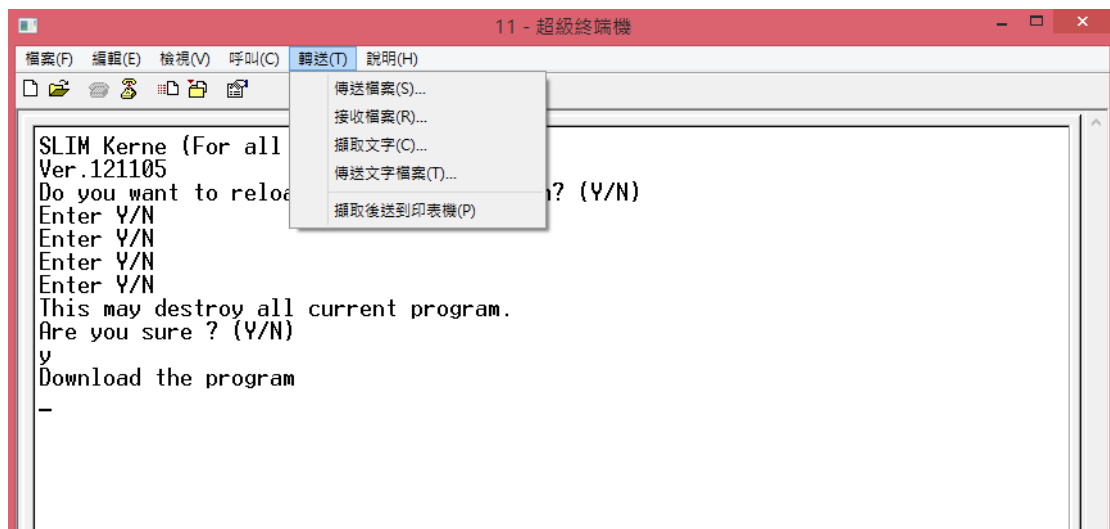 11 - 超級終端機
檔案(F) 編輯(E) 檢視(V) 呼叫(C) 轉送(T) 說明(H)
傳送檔案(S)...
接收檔案(R)...
擷取文字(C)...
傳送文字檔案(T)...
擷取後送到印表機(P)
SLIM Kerne (For all
Ver.121105
Do you want to reloa ? (Y/N)
Enter Y/N
Enter Y/N
Enter Y/N
Enter Y/N
This may destroy all current program.
Are you sure ? (Y/N)
y
Download the program